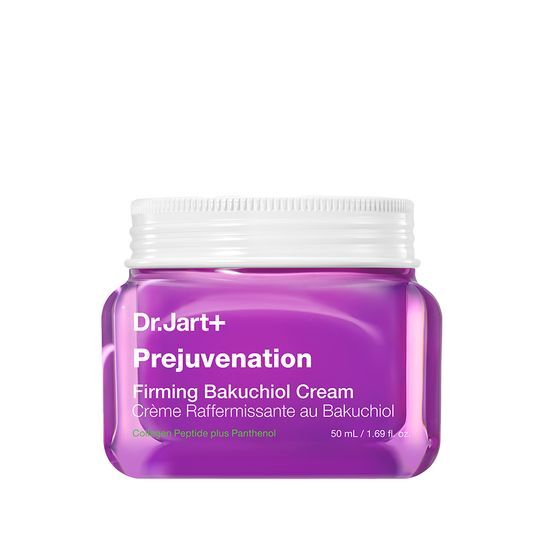 Dr.Jart+
Prejuvenation
Firming Bakuchiol Cream
Crème Raffermissante au Bakuchiol
Collagen Peptide plus Panthenol 50 mL / 1.69 fl. oz.